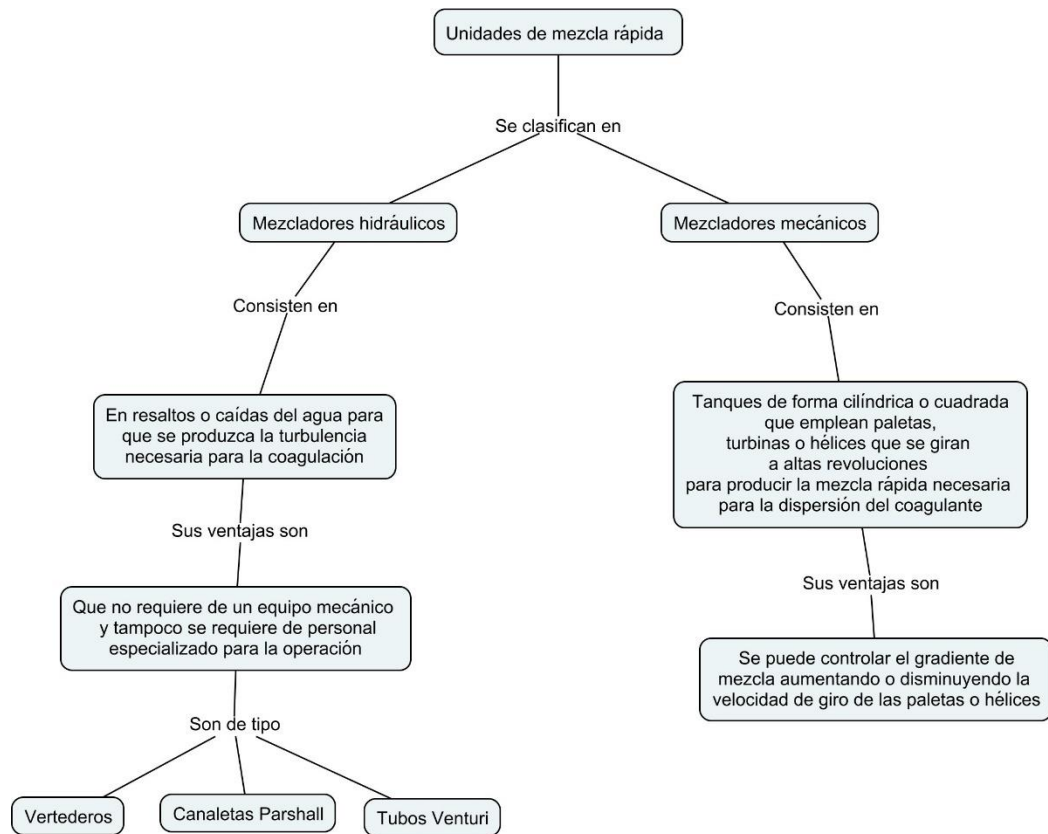 Unidades de mezcla rápida
Se clasifican en
Mezcladores hidráulicos
Mezcladores mecánicos
Consisten en
Consisten en
En resaltos o caídas del agua para
que se produzca la turbulencia
necesaria para la coagulación
Tanques de forma cilíndrica o cuadrada
que emplean paletas,
turbinas o hélices que se giran
a altas revoluciones
para producir la mezcla rápida necesaria
para la dispersión del coagulante
Sus ventajas son
Sus ventajas son
Que no requiere de un equipo mecánico
y tampoco se requiere de personal
especializado para la operación
Se puede controlar el gradiente de
mezcla aumentando o disminuyendo la
velocidad de giro de las paletas o hélices
Son de tipo
Vertederos
Canaletas Parshall
Tubos Venturi